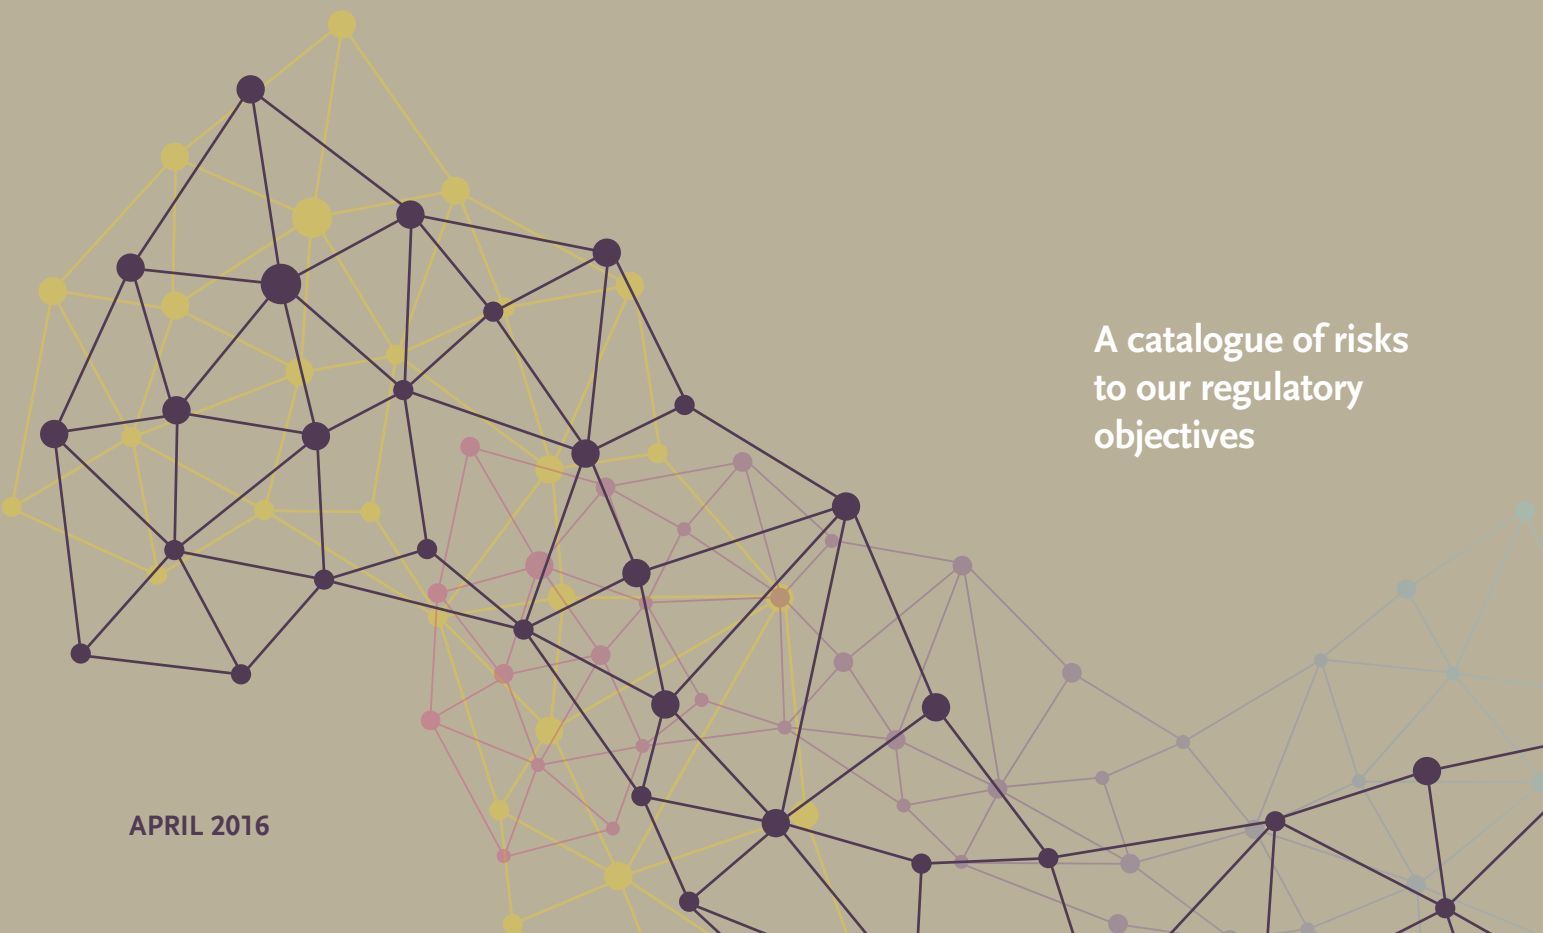 A catalogue of risks
to our regulatory
objectives
APRIL 2016